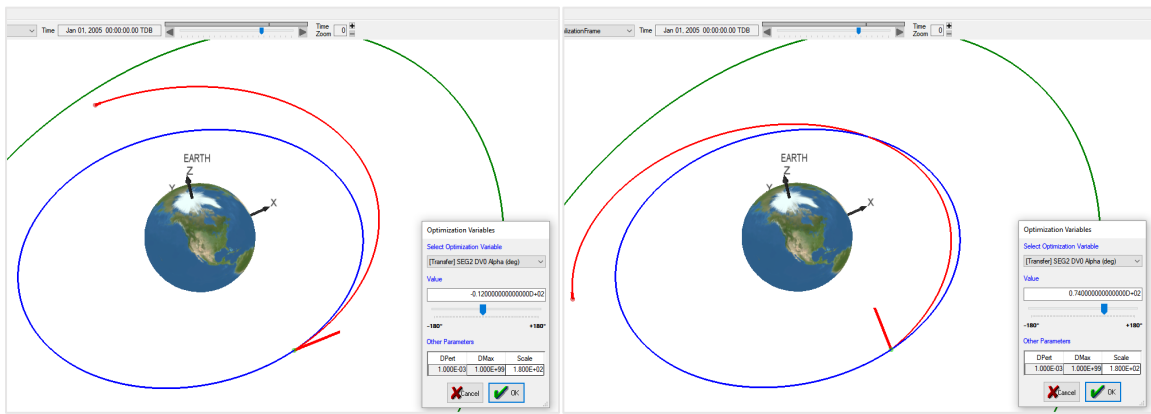 Time Jan 01, 2005 00:00:00.00 TDB Time Zoom 0
EARTH
Z
Y
X
Optimization Variables
Select Optimization Variable
[Transfer] SEG2 DV0 Alpha (deg)
Value
-0.120000000000000D+02
-180° +180°
Other Parameters
DPert DMax Scale
1.000E-03 1.000E+99 1.800E+02
Cancel OK
alizationFrame Time Jan 01, 2005 00:00:00.00 TDB Time Zoom 0
EARTH
Z
Y
X
Optimization Variables
Select Optimization Variable
[Transfer] SEG2 DV0 Alpha (deg)
Value
0.740000000000000D+02
-180° +180°
Other Parameters
DPert DMax Scale
1.000E-03 1.000E+99 1.800E+02
Cancel OK